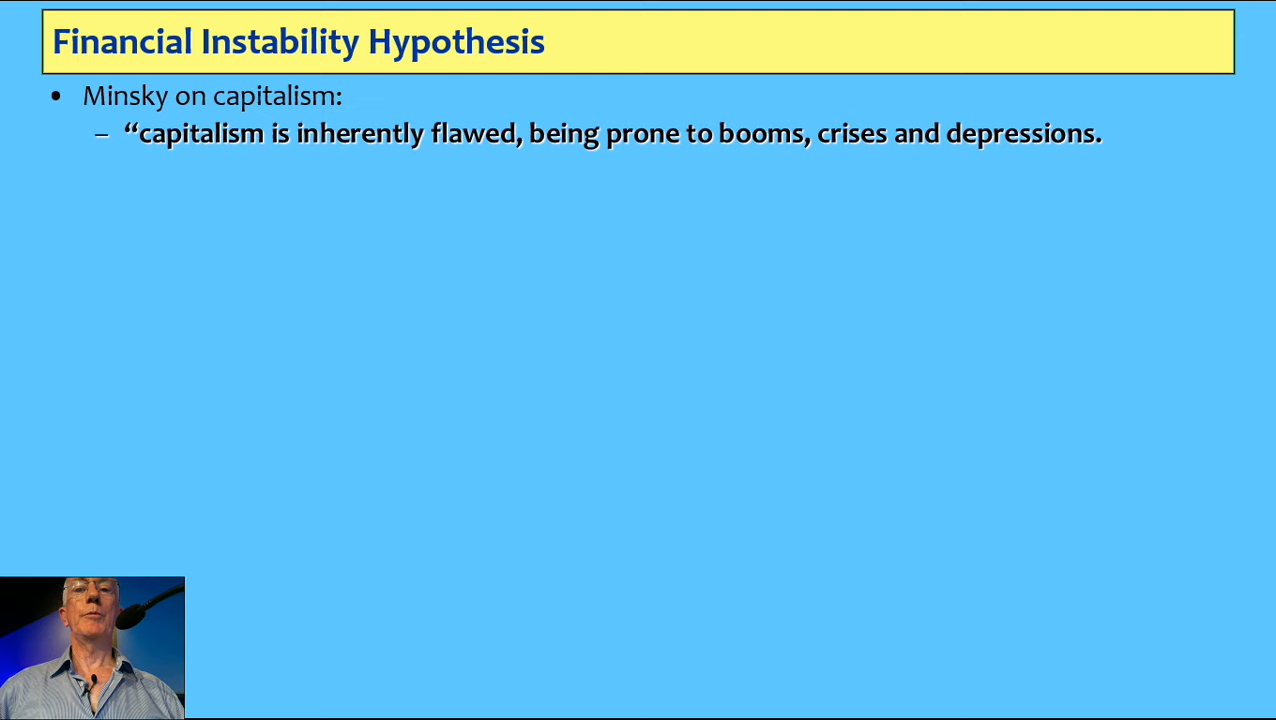 Financial Instability Hypothesis
• Minsky on capitalism:
– “capitalism is inherently flawed, being prone to booms, crises and depressions.